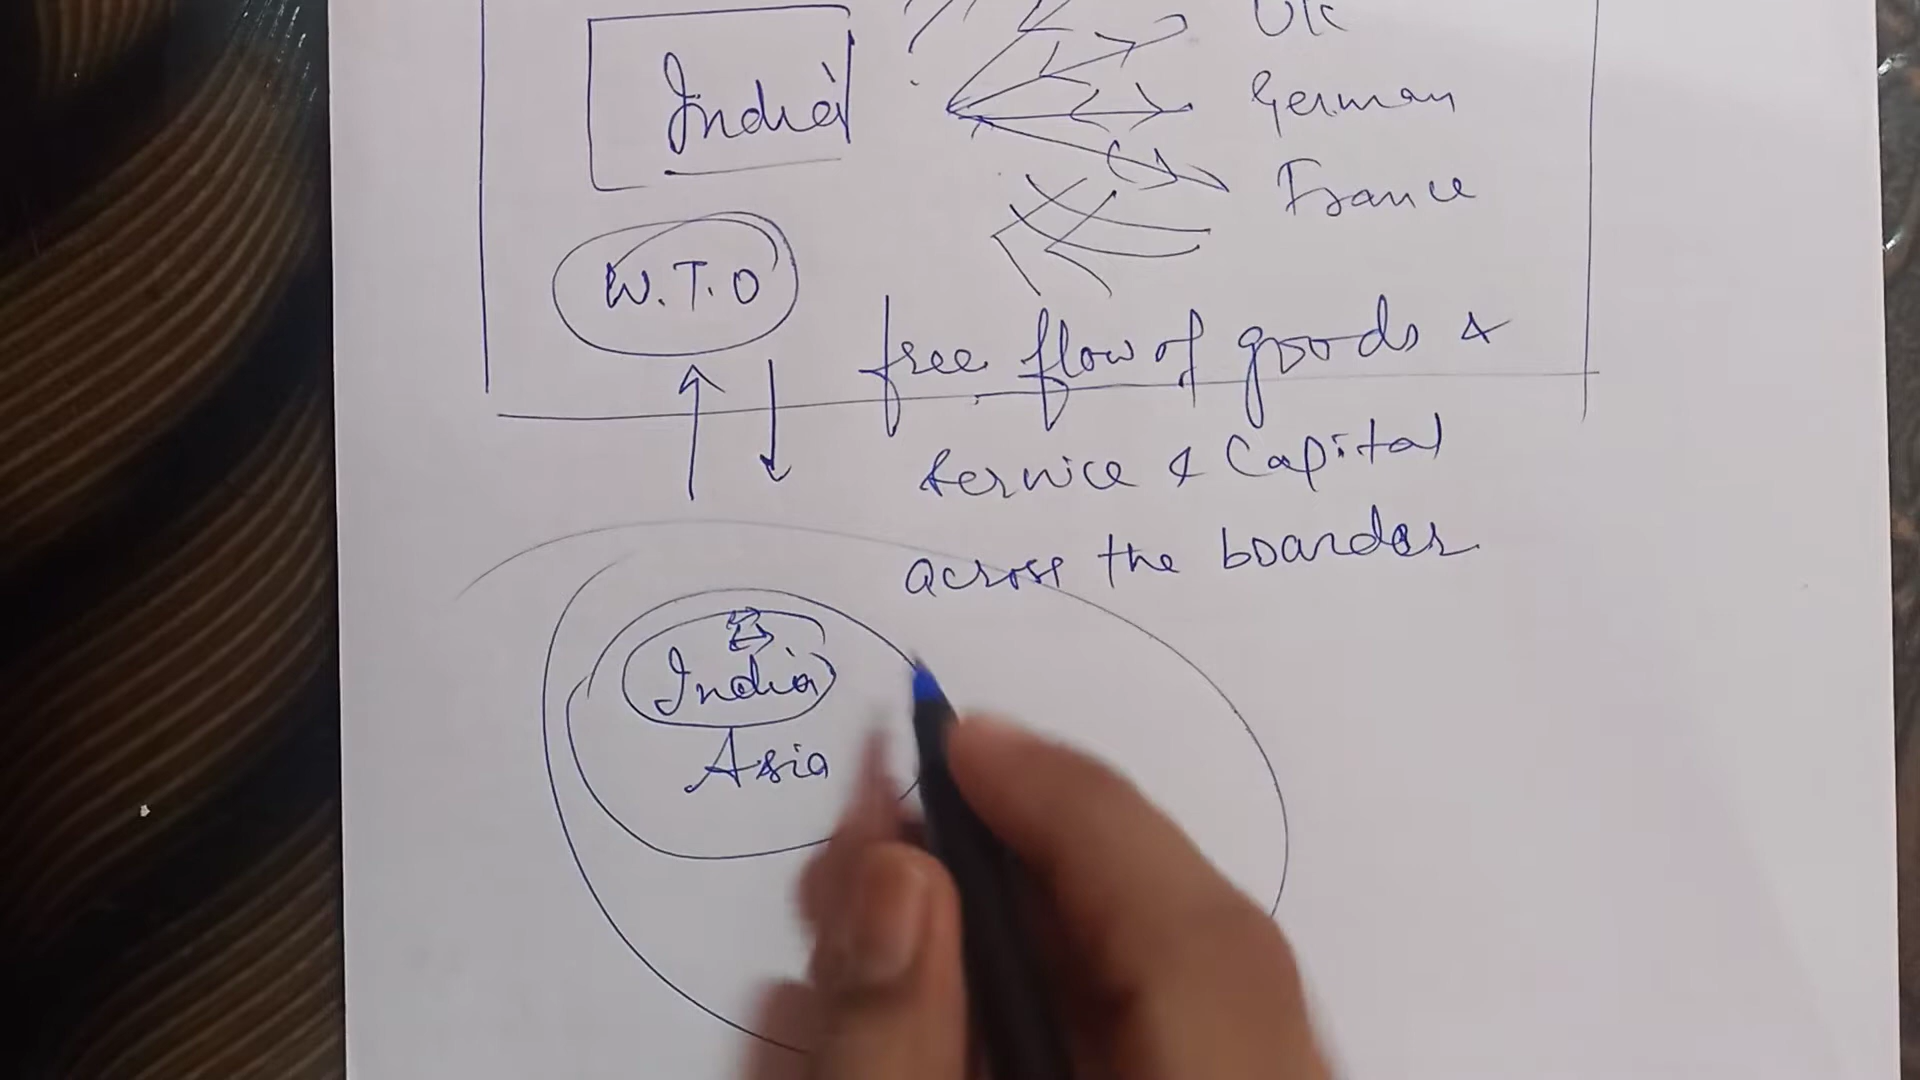 UK
India
German
France
W.T.O
free flow of goods &
Service & Capital
across the boarder
India
Asia